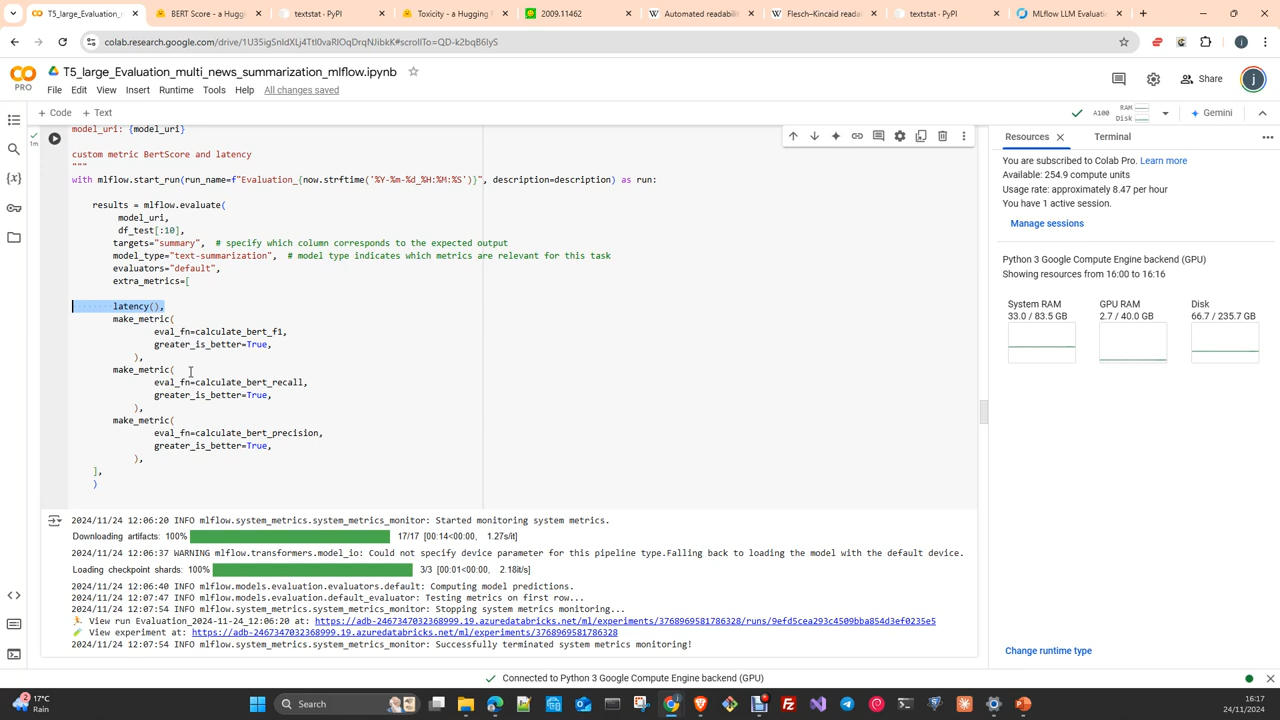 T5_large_Evaluation_mult
BERT Score - a Hugg
textstat · PyPI
Toxicity - a Hugging F
2009.11462
Automated readabili
Flesch–Kincaid reada
textstat · PyPI
MLflow LLM Evaluati
colab.research.google.com/drive/1U35igSnIdXLj4TtI0vaRIOqDrqNJibkK#scrollTo=QD-k2bqB6IyS
CO
PRO
T5_large_Evaluation_multi_news_summarization_mlflow.ipynb
File Edit View Insert Runtime Tools Help All changes saved
Share
j
+ Code + Text
A100
RAM
Disk
Gemini
1m
model_uri: {model_uri}
custom metric BertScore and latency
"""
with mlflow.start_run(run_name=f"Evaluation_{now.strftime('%Y-%m-%d_%H:%M:%S')}", description=description) as run:
results = mlflow.evaluate(
model_uri,
df_test[:10],
targets="summary", # specify which column corresponds to the expected output
model_type="text-summarization", # model type indicates which metrics are relevant for this task
evaluators="default",
extra_metrics=[
latency(),
make_metric(
eval_fn=calculate_bert_f1,
greater_is_better=True,
),
make_metric(
eval_fn=calculate_bert_recall,
greater_is_better=True,
),
make_metric(
eval_fn=calculate_bert_precision,
greater_is_better=True,
),
],
)
2024/11/24 12:06:20 INFO mlflow.system_metrics.system_metrics_monitor: Started monitoring system metrics.
Downloading artifacts: 100% 17/17 [00:14<00:00, 1.27s/it]
2024/11/24 12:06:37 WARNING mlflow.transformers.model_io: Could not specify device parameter for this pipeline type.Falling back to loading the model with the default device.
Loading checkpoint shards: 100% 3/3 [00:01<00:00, 2.18it/s]
2024/11/24 12:06:40 INFO mlflow.models.evaluation.evaluators.default: Computing model predictions.
2024/11/24 12:07:47 INFO mlflow.models.evaluation.default_evaluator: Testing metrics on first row...
2024/11/24 12:07:54 INFO mlflow.system_metrics.system_metrics_monitor: Stopping system metrics monitoring...
View run Evaluation_2024-11-24_12:06:20 at: https://adb-2467347032368999.19.azuredatabricks.net/ml/experiments/3768969581786328/runs/9efd5cea293c4509bba854d3ef0235e5
View experiment at: https://adb-2467347032368999.19.azuredatabricks.net/ml/experiments/3768969581786328
2024/11/24 12:07:54 INFO mlflow.system_metrics.system_metrics_monitor: Successfully terminated system metrics monitoring!
Resources
Terminal
You are subscribed to Colab Pro. Learn more
Available: 254.9 compute units
Usage rate: approximately 8.47 per hour
You have 1 active session.
Manage sessions
Python 3 Google Compute Engine backend (GPU)
Showing resources from 16:00 to 16:16
System RAM
33.0 / 83.5 GB
GPU RAM
2.7 / 40.0 GB
Disk
66.7 / 235.7 GB
Change runtime type
Connected to Python 3 Google Compute Engine backend (GPU)
17°C
Rain
Search
16:17
24/11/2024